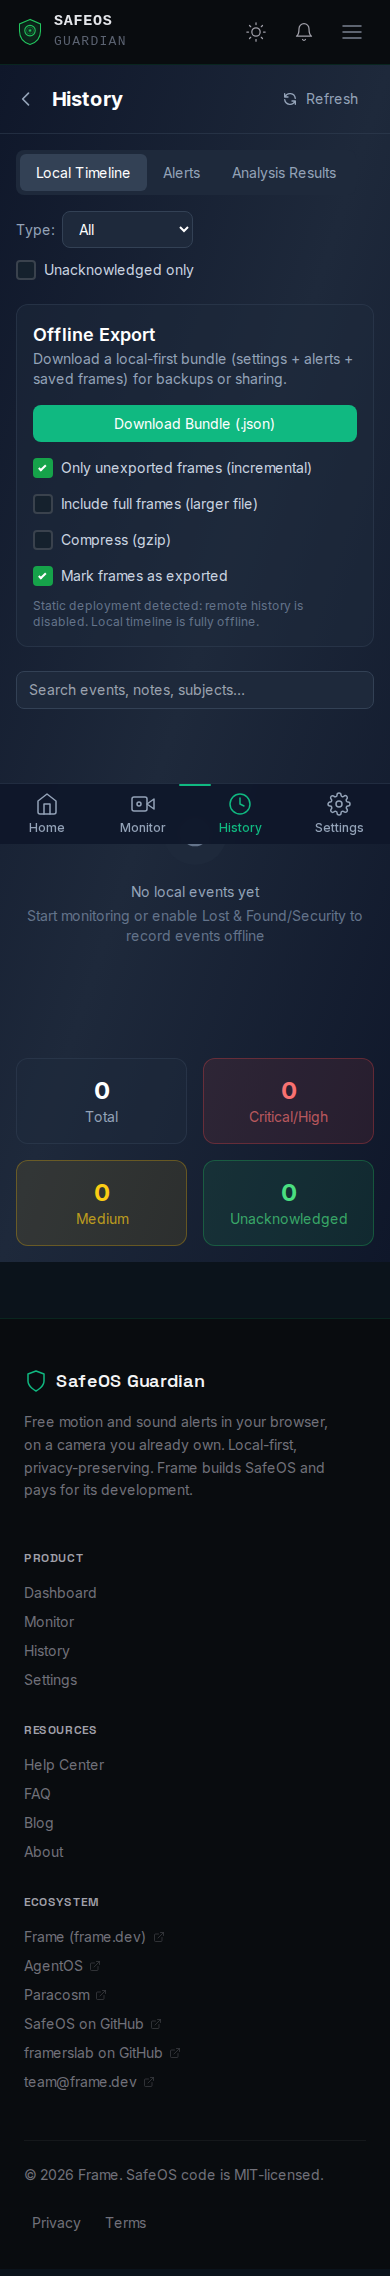 SAFEOS
GUARDIAN
History
Refresh
Local Timeline
Alerts
Analysis Results
Type:
All
Unacknowledged only
Offline Export
Download a local-first bundle (settings + alerts +
saved frames) for backups or sharing.
Download Bundle (.json)
Only unexported frames (incremental)
Include full frames (larger file)
Compress (gzip)
Mark frames as exported
Static deployment detected: remote history is
disabled. Local timeline is fully offline.
Search events, notes, subjects...
Home
Monitor
History
Settings
No local events yet
Start monitoring or enable Lost & Found/Security to
record events offline
0
Total
0
Critical/High
0
Medium
0
Unacknowledged
SafeOS Guardian
Free motion and sound alerts in your browser,
on a camera you already own. Local-first,
privacy-preserving. Frame builds SafeOS and
pays for its development.
PRODUCT
Dashboard
Monitor
History
Settings
RESOURCES
Help Center
FAQ
Blog
About
ECOSYSTEM
Frame (frame.dev)
AgentOS
Paracosm
SafeOS on GitHub
framerslab on GitHub
team@frame.dev
© 2026 Frame. SafeOS code is MIT-licensed.
Privacy
Terms